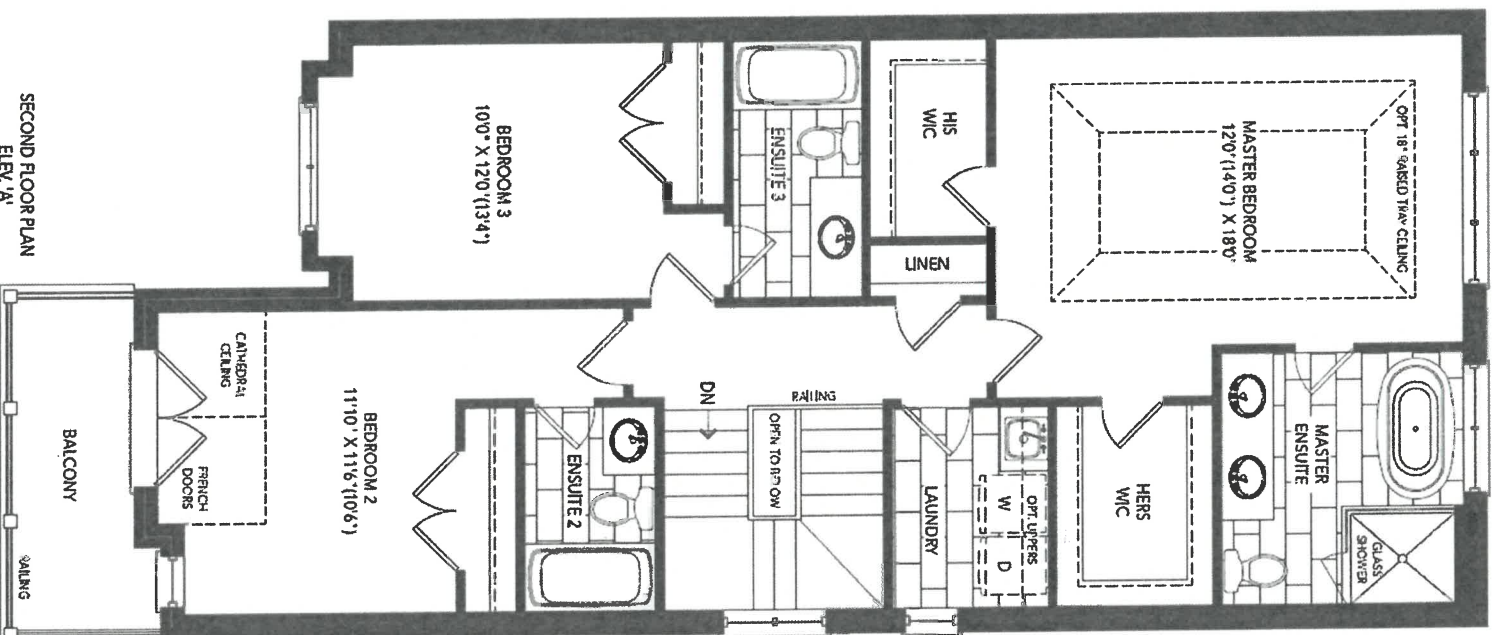 OPT 18" RAISED TRAY CEILING
MASTER BEDROOM
12'0" (14'0") X 18'0"
MASTER
ENSUITE
GLASS
SHOWER
HIS
WIC
HERS
WIC
LINEN
ENSUITE 3
OPT. UPPERS
W D
LAUNDRY
RAILING
OPEN TO BELOW
DN
BEDROOM 3
10'0" X 12'0" (13'4")
ENSUITE 2
BEDROOM 2
11'10" X 11'6" (10'6")
CATHEDRAL
CEILING
FRENCH
DOORS
BALCONY
RAILING
SECOND FLOOR PLAN
ELEV. 'A'